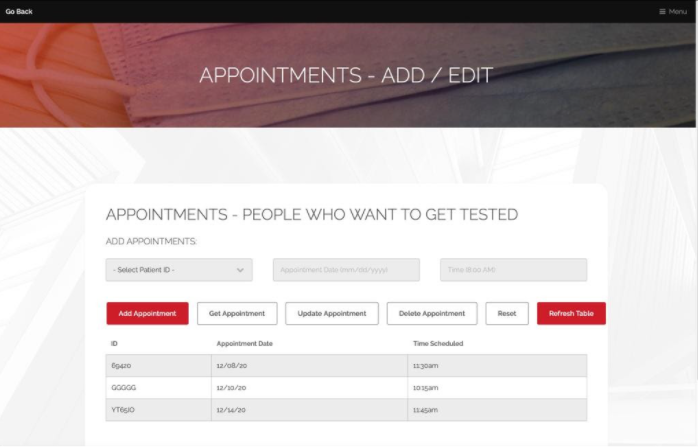 Go Back
Menu
APPOINTMENTS - ADD / EDIT
APPOINTMENTS - PEOPLE WHO WANT TO GET TESTED
ADD APPOINTMENTS:
- Select Patient ID -
Appointment Date (mm/dd/yyyy)
Time (8:00 AM)
Add Appointment
Get Appointment
Update Appointment
Delete Appointment
Reset
Refresh Table
ID Appointment Date Time Scheduled
69420 12/08/20 11:30am
GGGGG 12/10/20 10:15am
YT65IO 12/14/20 11:45am